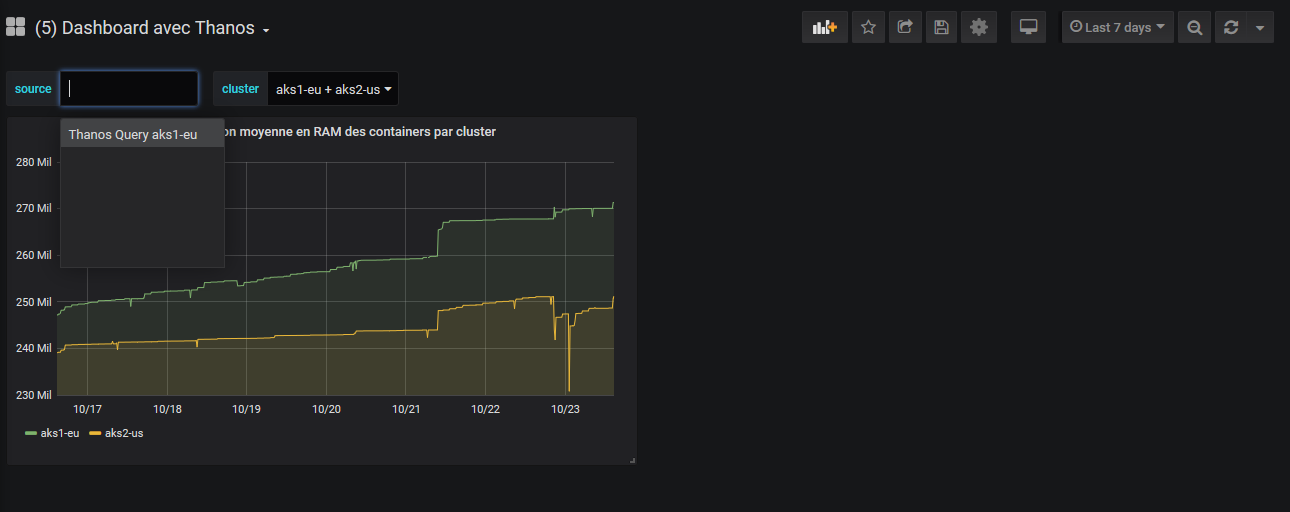 (5) Dashboard avec Thanos
Last 7 days
source
cluster aks1-eu + aks2-us
Thanos Query aks1-eu
on moyenne en RAM des containers par cluster
280 Mil
270 Mil
260 Mil
250 Mil
240 Mil
230 Mil
10/17 10/18 10/19 10/20 10/21 10/22 10/23
aks1-eu aks2-us